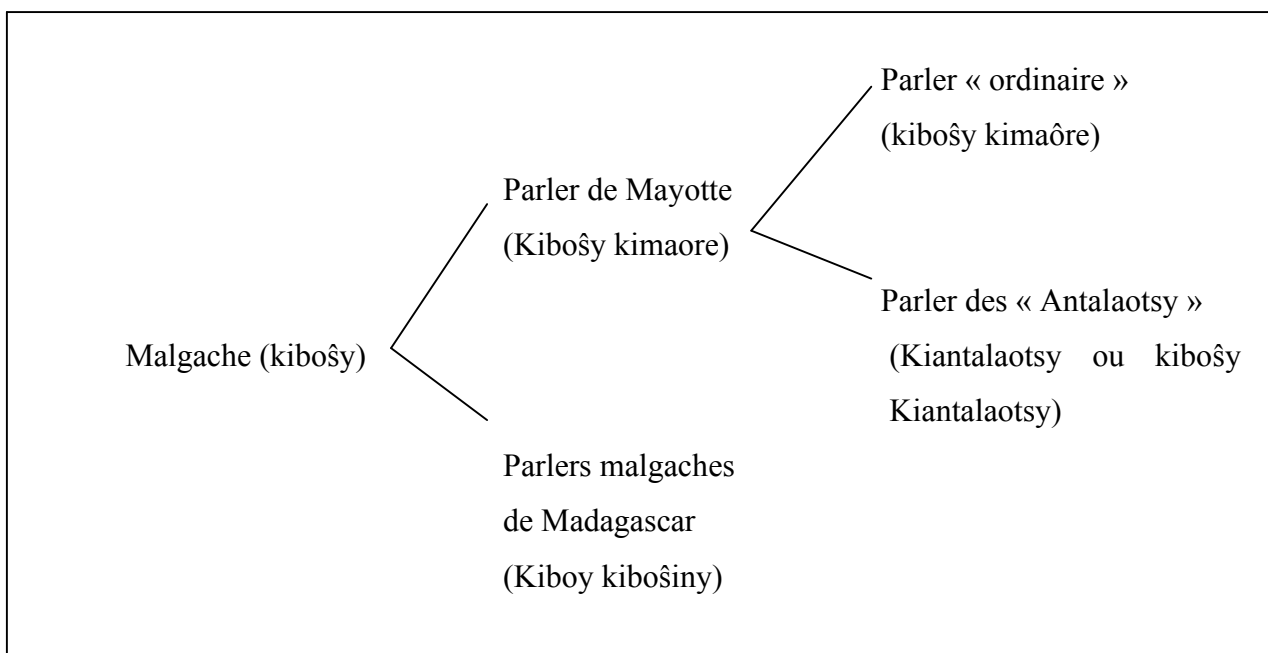 Parler « ordinaire »
(kiboŝy kimaôre)
Parler de Mayotte
(Kiboŝy kimaore)
Parler des « Antalaotsy »
(Kiantalaotsy ou kiboŝy
Kiantalaotsy)
Malgache (kiboŝy)
Parlers malgaches
de Madagascar
(Kiboy kiboŝiny)